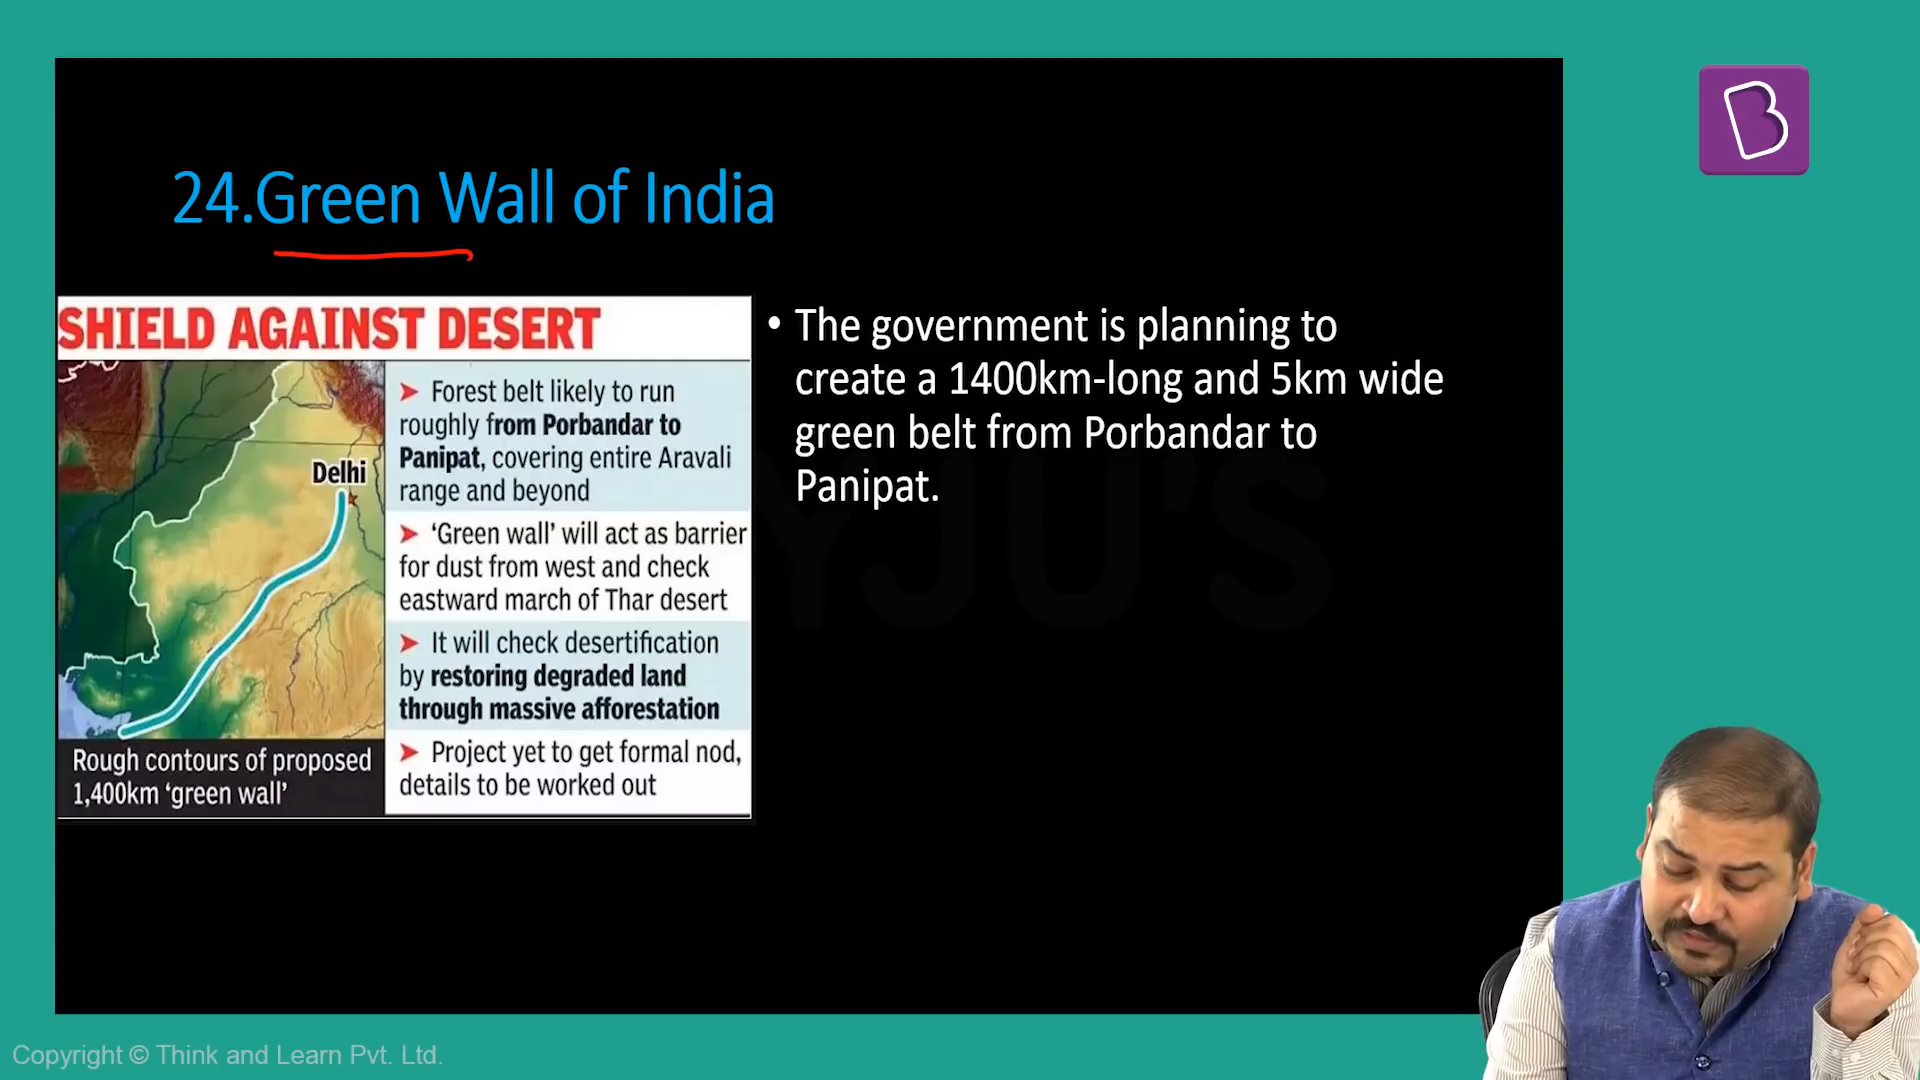 24.Green Wall of India
SHIELD AGAINST DESERT
Delhi
Rough contours of proposed
1,400km ‘green wall’
➤ Forest belt likely to run
roughly from Porbandar to
Panipat, covering entire Aravali
range and beyond
➤ ‘Green wall’ will act as barrier
for dust from west and check
eastward march of Thar desert
➤ It will check desertification
by restoring degraded land
through massive afforestation
➤ Project yet to get formal nod,
details to be worked out
• The government is planning to
create a 1400km-long and 5km wide
green belt from Porbandar to
Panipat.
YJU'S
B
Copyright © Think and Learn Pvt. Ltd.